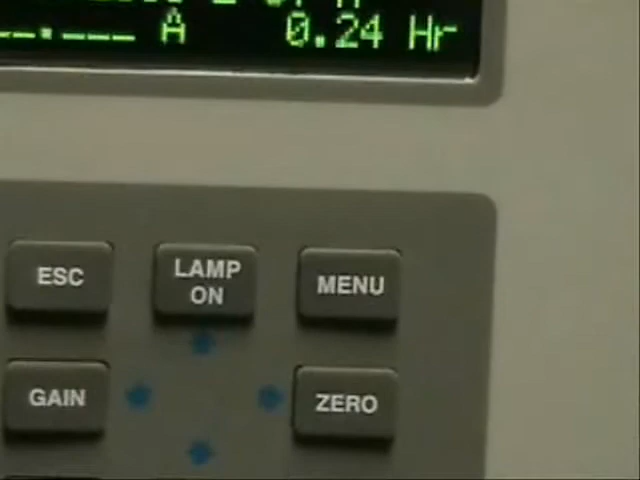 --.--- A 0.24 Hr
ESC
LAMP
ON
MENU
GAIN
ZERO